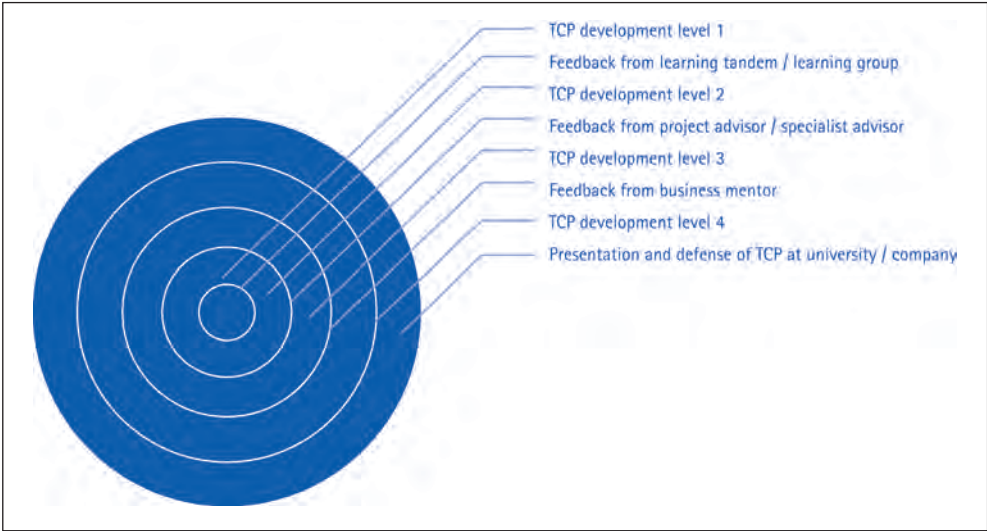 TCP development level 1
Feedback from learning tandem / learning group
TCP development level 2
Feedback from project advisor / specialist advisor
TCP development level 3
Feedback from business mentor
TCP development level 4
Presentation and defense of TCP at university / company